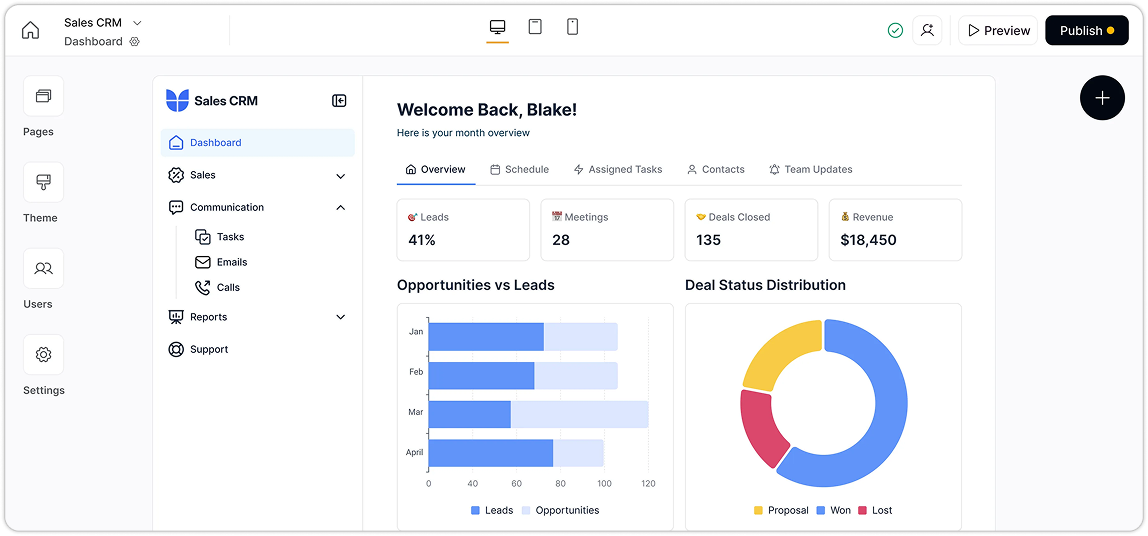 Sales CRM
Dashboard
Preview
Publish
Pages
Theme
Users
Settings
Sales CRM
Dashboard
Sales
Communication
Tasks
Emails
Calls
Reports
Support
Welcome Back, Blake!
Here is your month overview
Overview Schedule Assigned Tasks Contacts Team Updates
Leads
41%
Meetings
28
Deals Closed
135
Revenue
$18,450
Opportunities vs Leads
Jan
Feb
Mar
April
0 40 60 80 100 120
Leads Opportunities
Deal Status Distribution
Proposal Won Lost